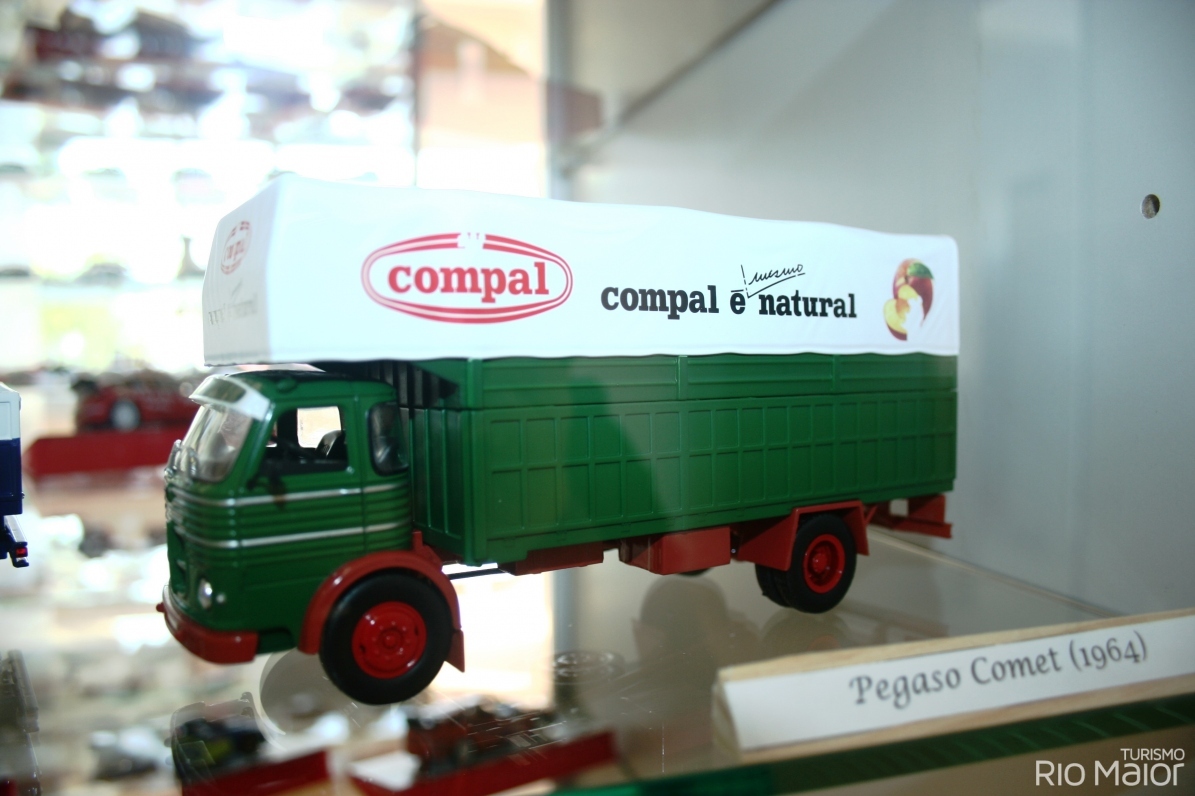 compal
compal é mesmo natural
Pegaso Comet (1964)
TURISMO
RIO MAIOR